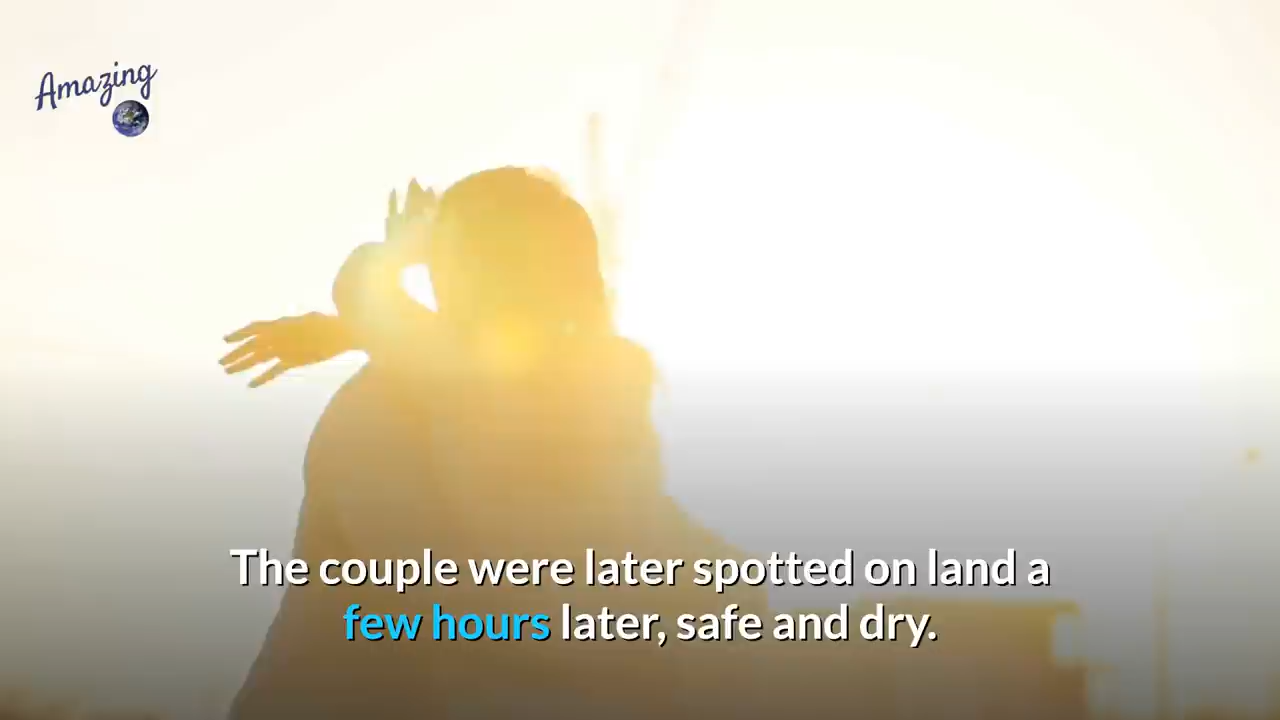 Amazing
The couple were later spotted on land a
few hours later, safe and dry.